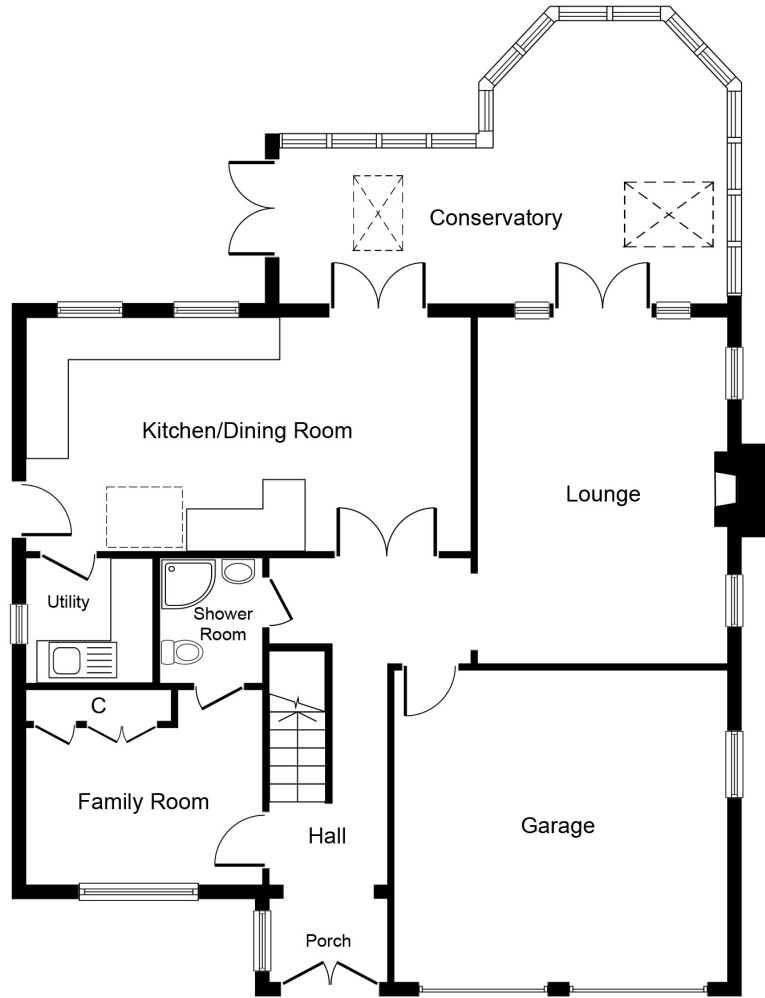 Conservatory
Kitchen/Dining Room
Lounge
Utility
Shower
Room
C
Family Room
Hall
Garage
Porch